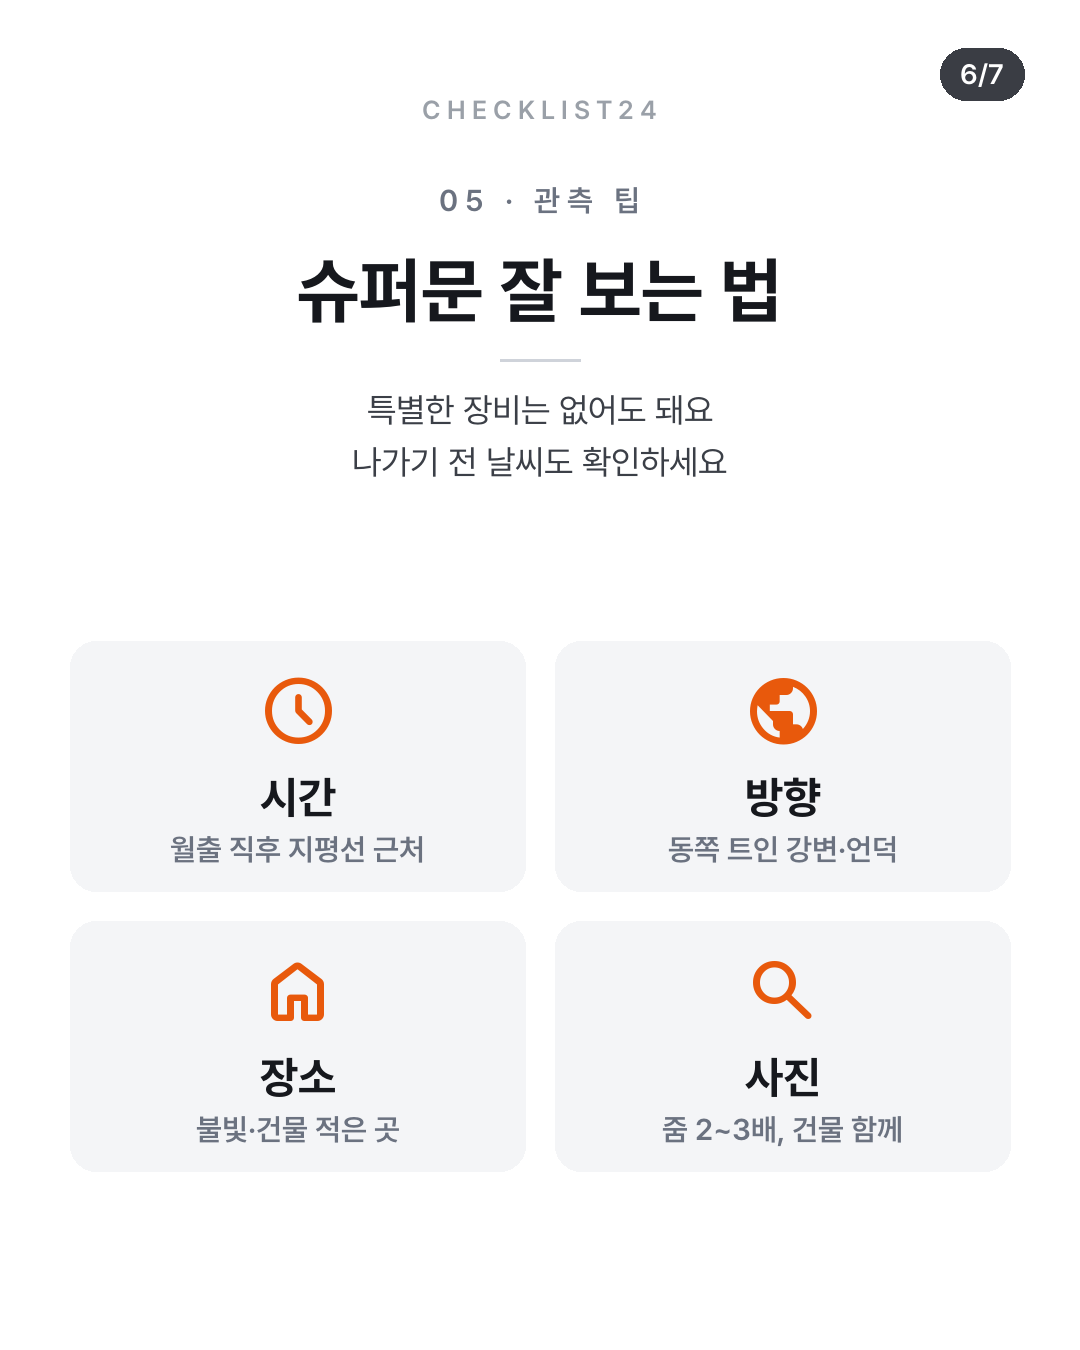 6/7
CHECKLIST24
05 · 관측 팁
슈퍼문 잘 보는 법
특별한 장비는 없어도 돼요
나가기 전 날씨도 확인하세요
시간
월출 직후 지평선 근처
방향
동쪽 트인 강변·언덕
장소
불빛·건물 적은 곳
사진
줌 2~3배, 건물 함께